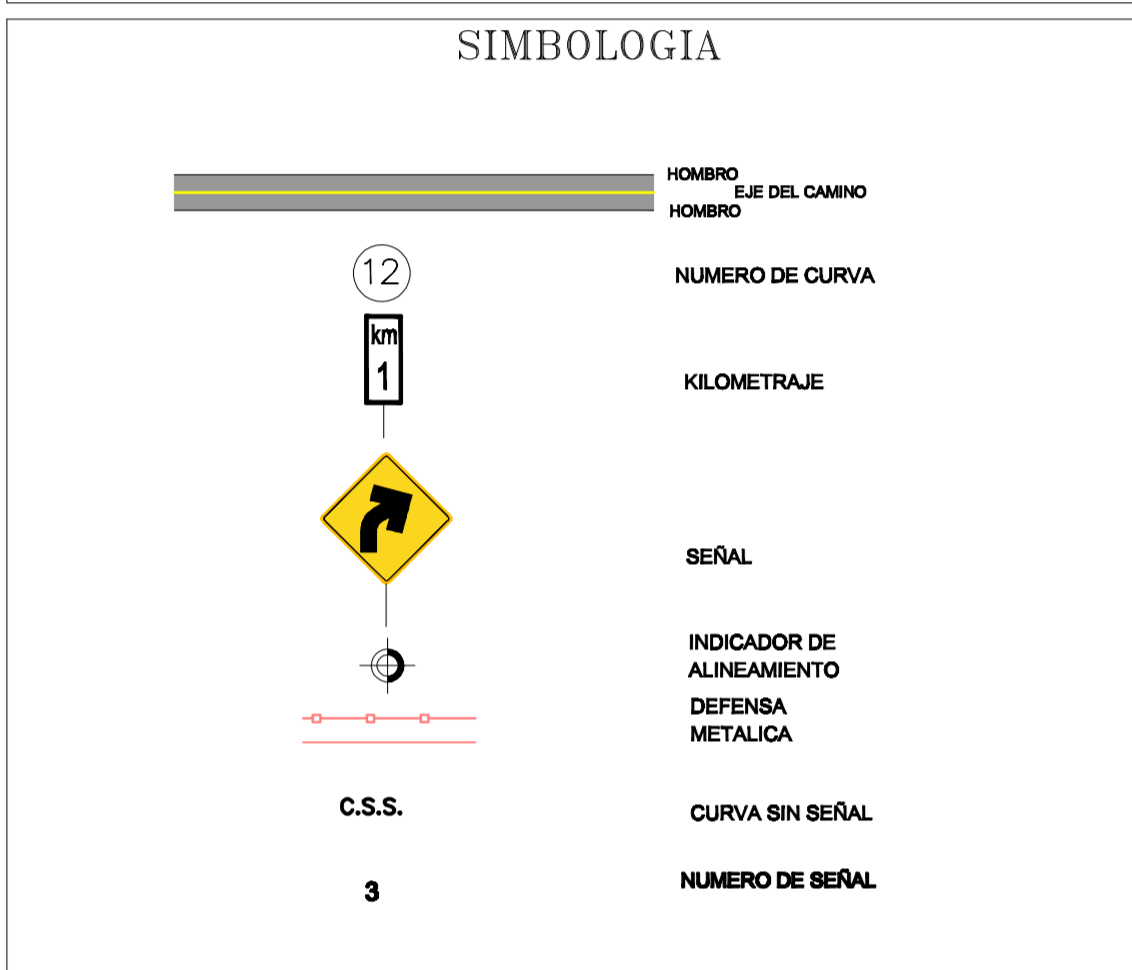 SIMBOLOGIA
HOMBRO
EJE DEL CAMINO
HOMBRO
12
NUMERO DE CURVA
km
1
KILOMETRAJE
SEÑAL
INDICADOR DE
ALINEAMIENTO
DEFENSA
METALICA
C.S.S.
CURVA SIN SEÑAL
3
NUMERO DE SEÑAL